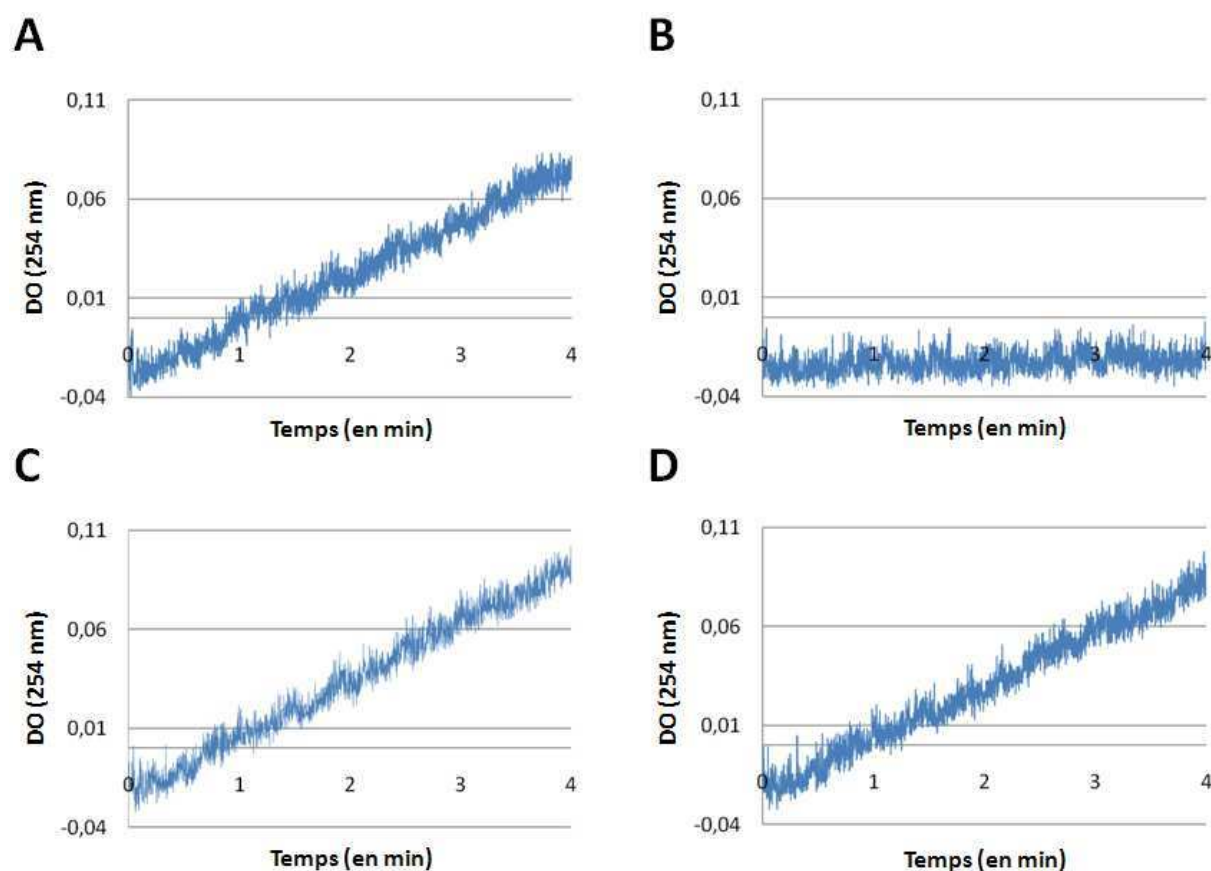 A
0,11
0,06
0,01
-0,04
DO (254 nm)
0 1 2 3 4
Temps (en min)
B
0,11
0,06
0,01
-0,04
DO (254 nm)
0 1 2 3 4
Temps (en min)
C
0,11
0,06
0,01
-0,04
DO (254 nm)
0 1 2 3 4
Temps (en min)
D
0,11
0,06
0,01
-0,04
DO (254 nm)
0 1 2 3 4
Temps (en min)